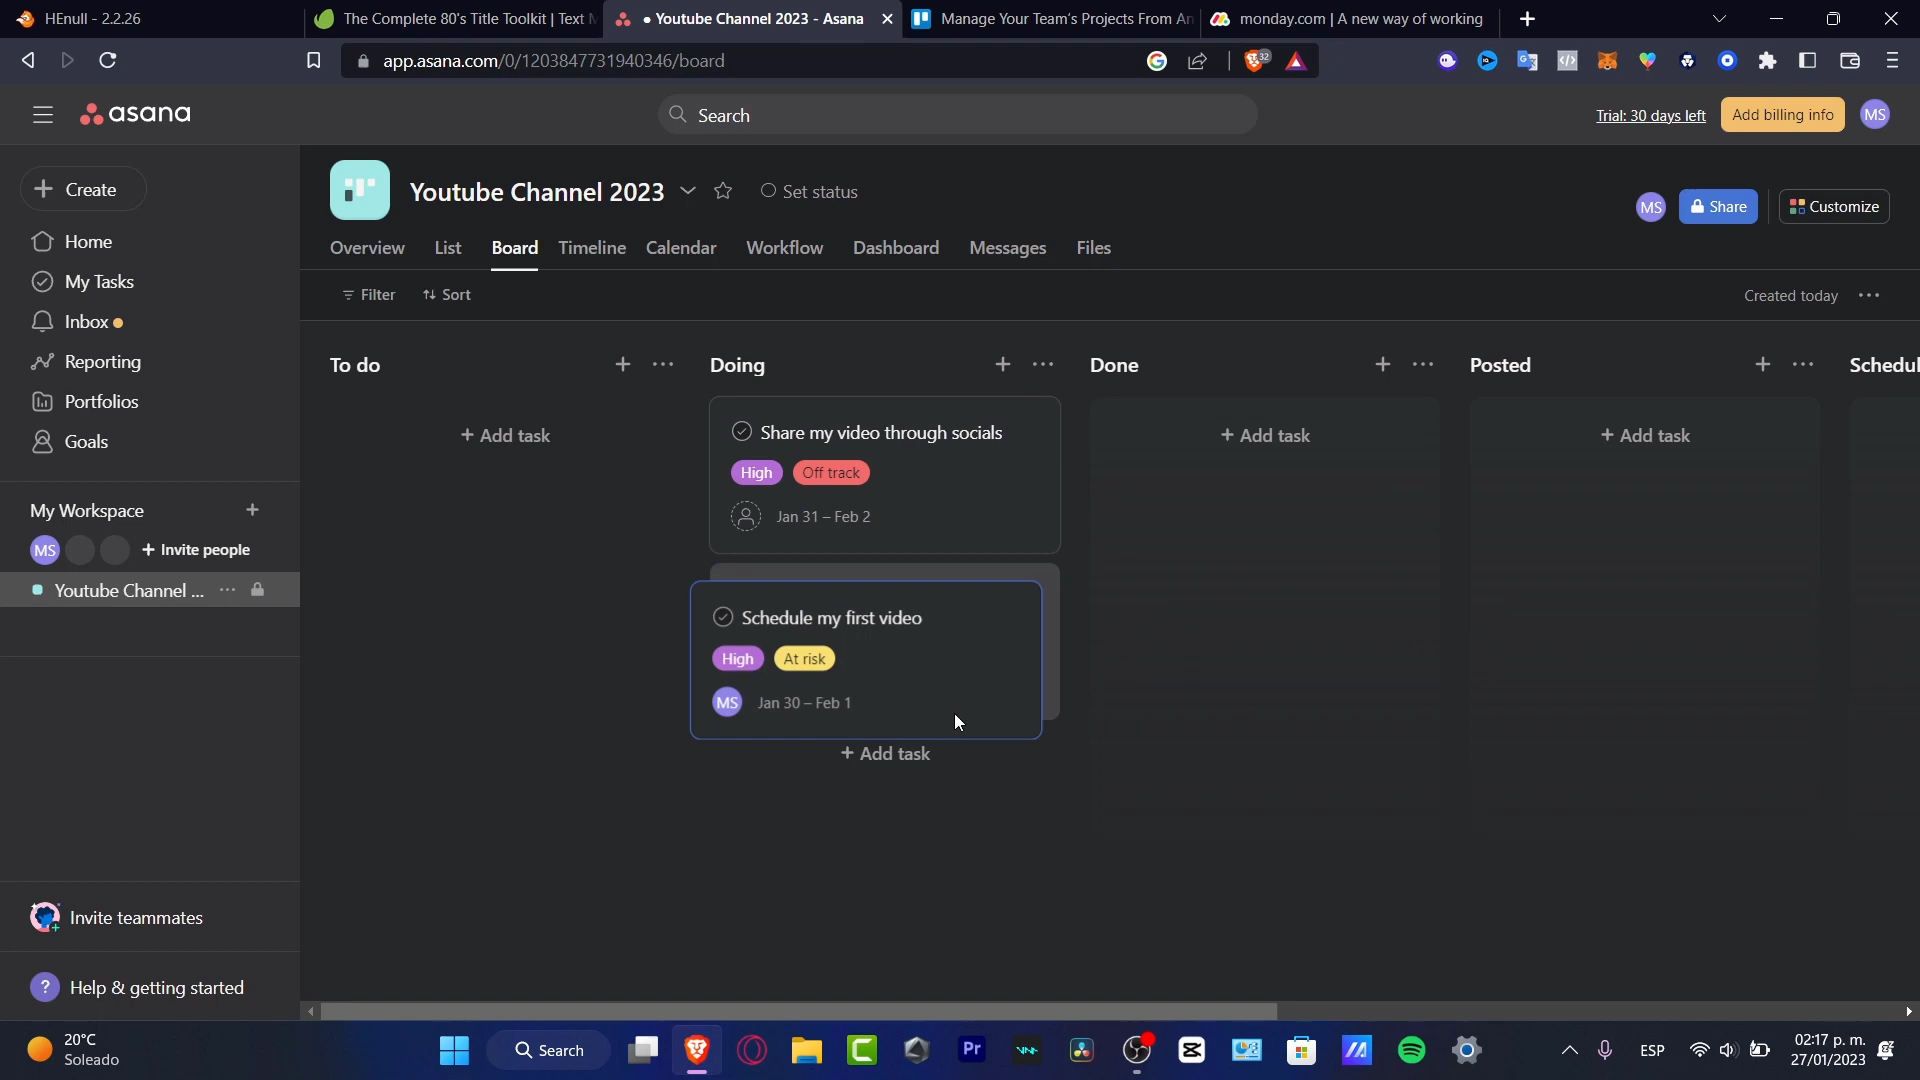 HEnull - 2.2.26
The Complete 80's Title Toolkit | Text M
• Youtube Channel 2023 - Asana
Manage Your Team's Projects From An
monday.com | A new way of working
app.asana.com/0/1203847731940346/board
32
asana
Search
Trial: 30 days left
Add billing info
MS
Create
Home
My Tasks
Inbox
Reporting
Portfolios
Goals
My Workspace
MS
+ Invite people
Youtube Channel ...
Invite teammates
? Help & getting started
Youtube Channel 2023
Set status
MS
Share
Customize
Overview List Board Timeline Calendar Workflow Dashboard Messages Files
Filter Sort
Created today
To do
+ Add task
Doing
Share my video through socials
High Off track
Jan 31 – Feb 2
Schedule my first video
High At risk
MS Jan 30 – Feb 1
+ Add task
Done
+ Add task
Posted
+ Add task
Schedul
20°C
Soleado
Search
Pr
ESP
02:17 p. m.
27/01/2023